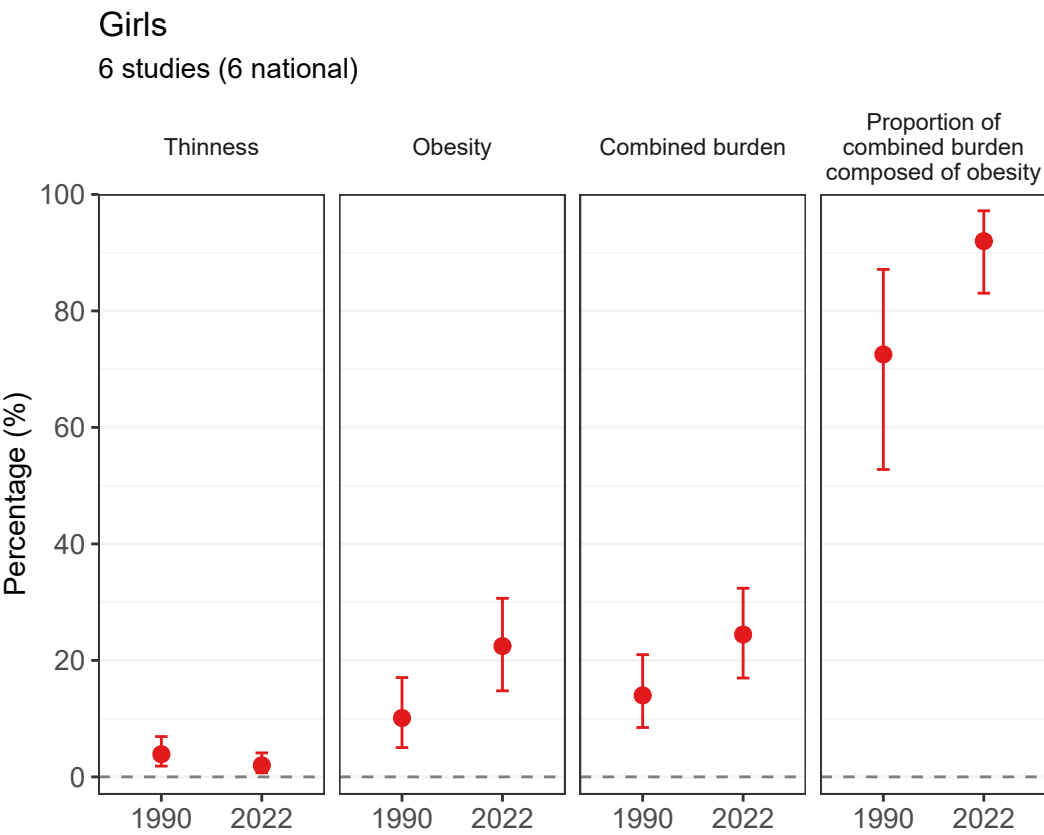 Girls
6 studies (6 national)
Thinness
Obesity
Combined burden
Proportion of
combined burden
composed of obesity
Percentage (%)
100
80
60
40
20
0
1990 2022
1990 2022
1990 2022
1990 2022